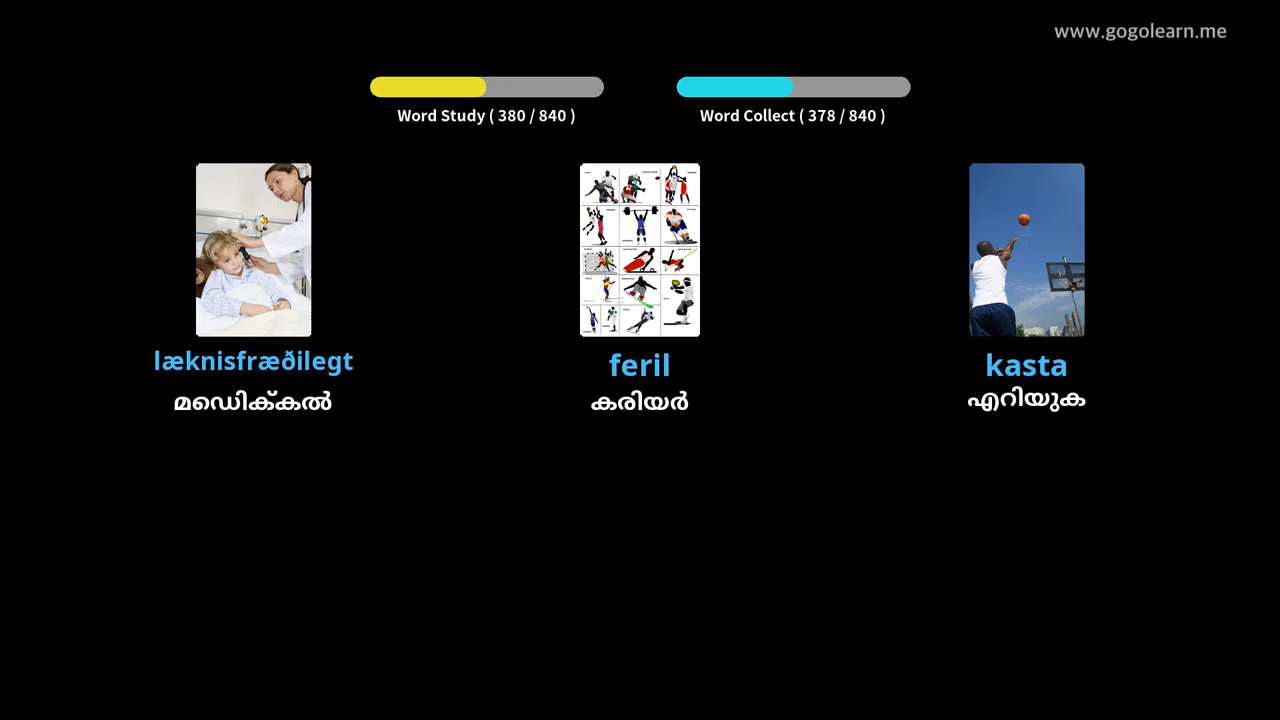 www.gogolearn.me
Word Study ( 380 / 840 )
Word Collect ( 378 / 840 )
læknisfræðilegt
feril
kasta
മഡെിക്കൽ
കരിയർ
എറിയുക